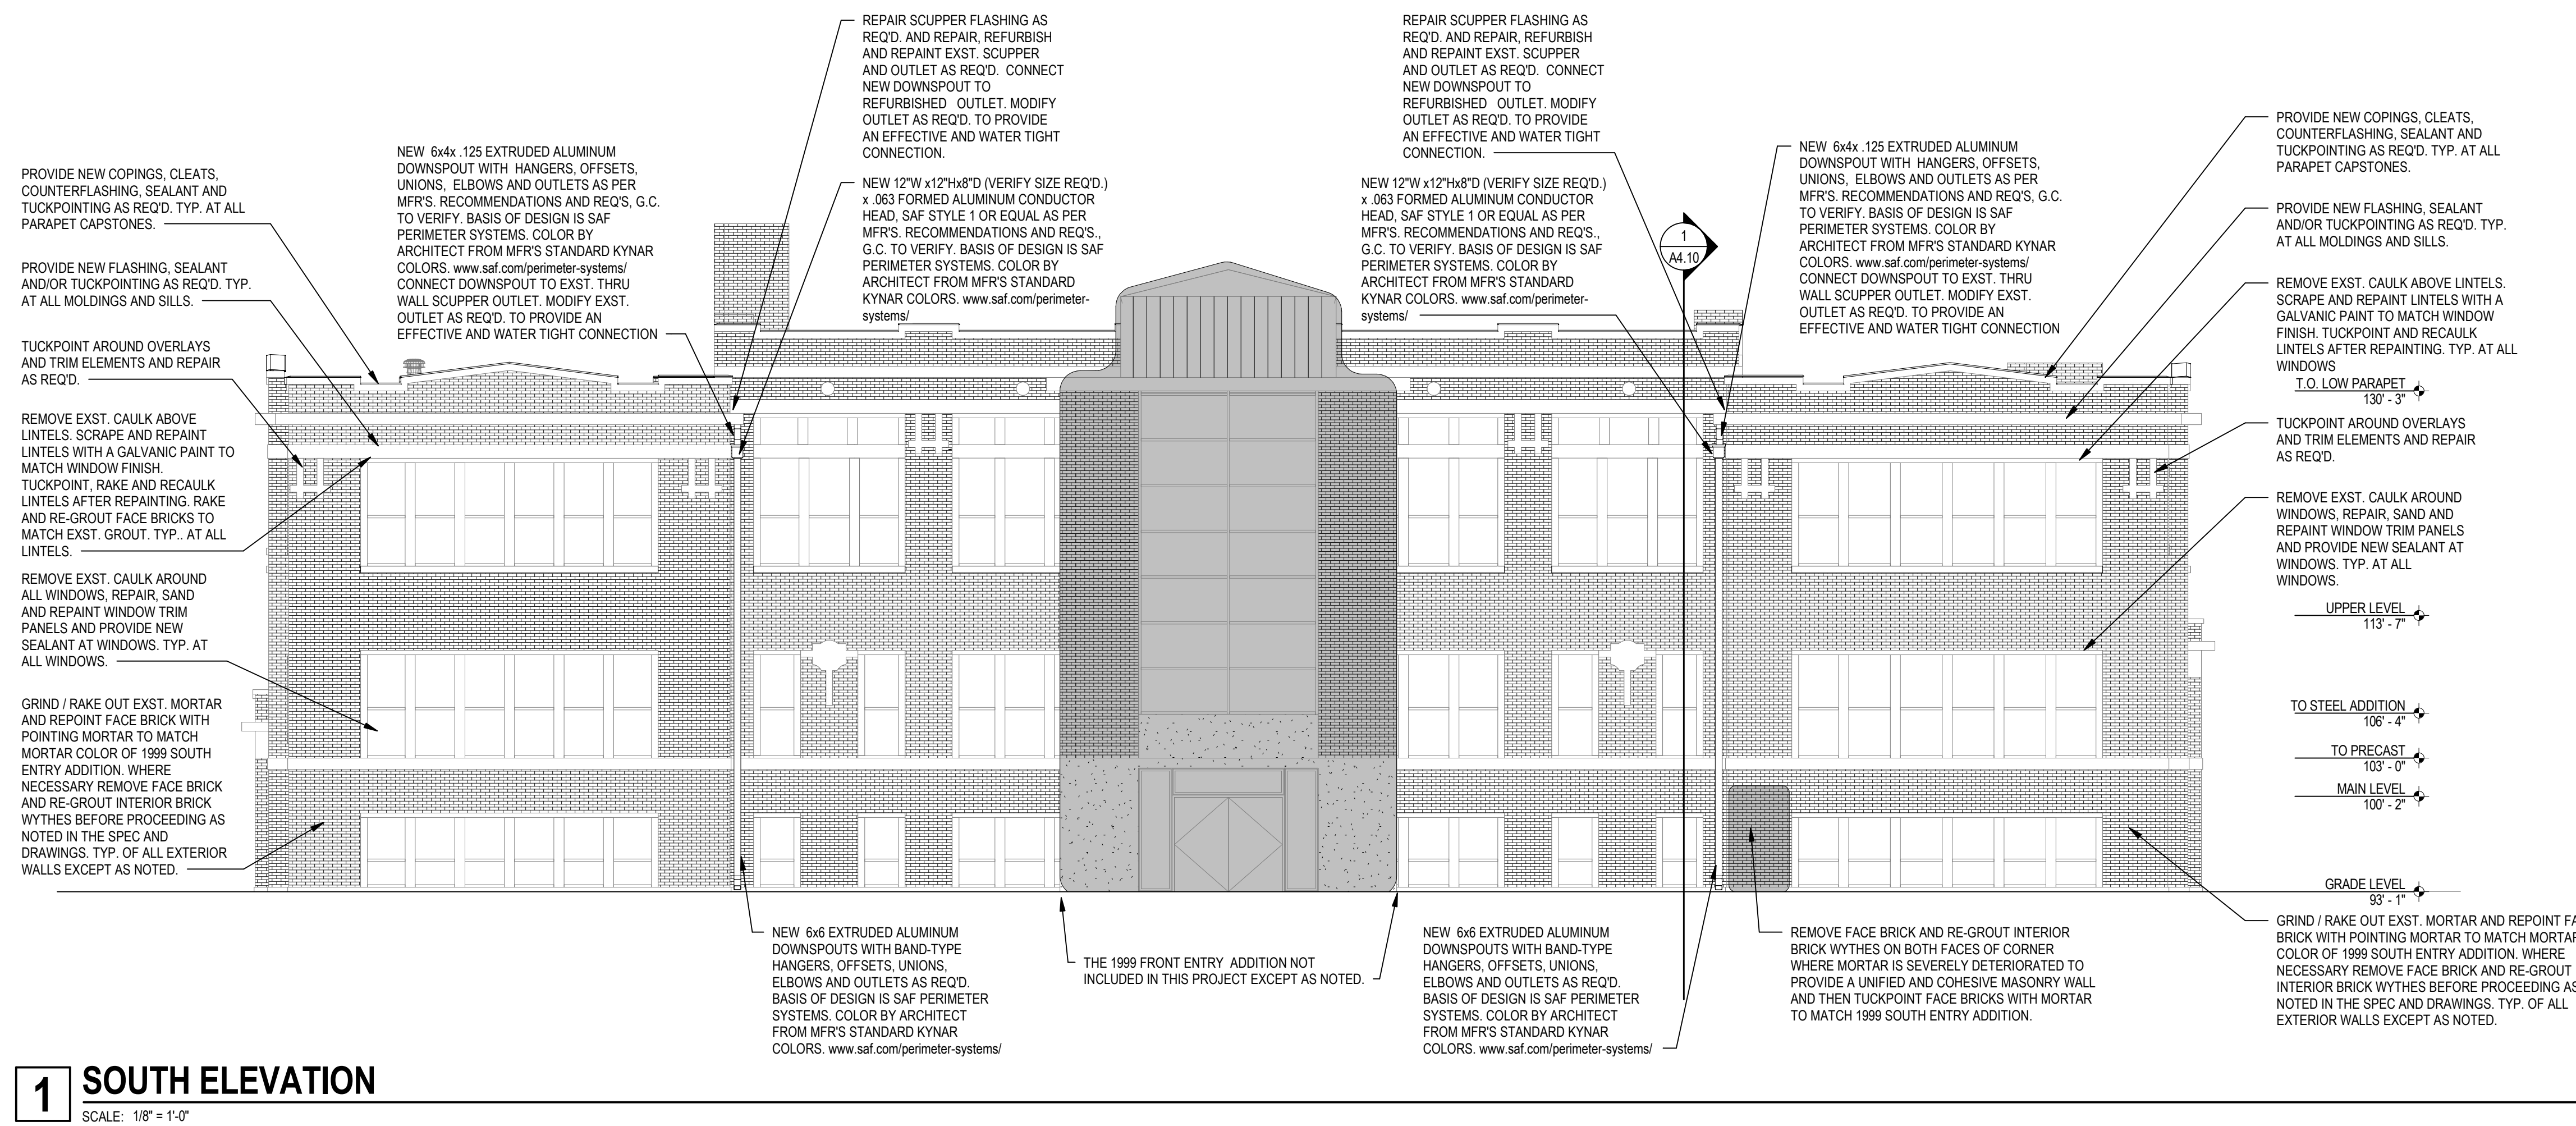 REPAIR SCUPPER FLASHING AS
REQ'D. AND REPAIR, REFURBISH
AND REPAINT EXST. SCUPPER
AND OUTLET AS REQ'D. CONNECT
NEW DOWNSPOUT TO
REFURBISHED OUTLET. MODIFY
OUTLET AS REQ'D. TO PROVIDE
AN EFFECTIVE AND WATER TIGHT
CONNECTION.
REPAIR SCUPPER FLASHING AS
REQ'D. AND REPAIR, REFURBISH
AND REPAINT EXST. SCUPPER
AND OUTLET AS REQ'D. CONNECT
NEW DOWNSPOUT TO
REFURBISHED OUTLET. MODIFY
OUTLET AS REQ'D. TO PROVIDE
AN EFFECTIVE AND WATER TIGHT
CONNECTION.
PROVIDE NEW COPINGS, CLEATS,
COUNTERFLASHING, SEALANT AND
TUCKPOINTING AS REQ'D. TYP. AT ALL
PARAPET CAPSTONES.
PROVIDE NEW FLASHING, SEALANT
AND/OR TUCKPOINTING AS REQ'D. TYP.
AT ALL MOLDINGS AND SILLS.
TUCKPOINT AROUND OVERLAYS
AND TRIM ELEMENTS AND REPAIR
AS REQ'D.
REMOVE EXST. CAULK ABOVE
LINTELS. SCRAPE AND REPAINT
LINTELS WITH A GALVANIC PAINT TO
MATCH WINDOW FINISH.
TUCKPOINT, RAKE AND RECAULK
LINTELS AFTER REPAINTING. RAKE
AND RE-GROUT FACE BRICKS TO
MATCH EXST. GROUT. TYP.. AT ALL
LINTELS.
REMOVE EXST. CAULK AROUND
ALL WINDOWS, REPAIR, SAND
AND REPAINT WINDOW TRIM
PANELS AND PROVIDE NEW
SEALANT AT WINDOWS. TYP. AT
ALL WINDOWS.
GRIND / RAKE OUT EXST. MORTAR
AND REPOINT FACE BRICK WITH
POINTING MORTAR TO MATCH
MORTAR COLOR OF 1999 SOUTH
ENTRY ADDITION. WHERE
NECESSARY REMOVE FACE BRICK
AND RE-GROUT INTERIOR BRICK
WYTHES BEFORE PROCEEDING AS
NOTED IN THE SPEC AND
DRAWINGS. TYP. OF ALL EXTERIOR
WALLS EXCEPT AS NOTED.
NEW 6x4x .125 EXTRUDED ALUMINUM
DOWNSPOUT WITH HANGERS, OFFSETS,
UNIONS, ELBOWS AND OUTLETS AS PER
MFR'S. RECOMMENDATIONS AND REQ'S, G.C.
TO VERIFY. BASIS OF DESIGN IS SAF
PERIMETER SYSTEMS. COLOR BY
ARCHITECT FROM MFR'S STANDARD KYNAR
COLORS. www.saf.com/perimeter-systems/
CONNECT DOWNSPOUT TO EXST. THRU
WALL SCUPPER OUTLET. MODIFY EXST.
OUTLET AS REQ'D. TO PROVIDE AN
EFFECTIVE AND WATER TIGHT CONNECTION
NEW 12"W x12"Hx8"D (VERIFY SIZE REQ'D.)
x .063 FORMED ALUMINUM CONDUCTOR
HEAD, SAF STYLE 1 OR EQUAL AS PER
MFR'S. RECOMMENDATIONS AND REQ'S.,
G.C. TO VERIFY. BASIS OF DESIGN IS SAF
PERIMETER SYSTEMS. COLOR BY
ARCHITECT FROM MFR'S STANDARD
KYNAR COLORS. www.saf.com/perimeter-
systems/
NEW 12"W x12"Hx8"D (VERIFY SIZE REQ'D.)
x .063 FORMED ALUMINUM CONDUCTOR
HEAD, SAF STYLE 1 OR EQUAL AS PER
MFR'S. RECOMMENDATIONS AND REQ'S.,
G.C. TO VERIFY. BASIS OF DESIGN IS SAF
PERIMETER SYSTEMS. COLOR BY
ARCHITECT FROM MFR'S STANDARD
KYNAR COLORS. www.saf.com/perimeter-
systems/
1
A4.10
NEW 6x4x .125 EXTRUDED ALUMINUM
DOWNSPOUT WITH HANGERS, OFFSETS,
UNIONS, ELBOWS AND OUTLETS AS PER
MFR'S. RECOMMENDATIONS AND REQ'S, G.C.
TO VERIFY. BASIS OF DESIGN IS SAF
PERIMETER SYSTEMS. COLOR BY
ARCHITECT FROM MFR'S STANDARD KYNAR
COLORS. www.saf.com/perimeter-systems/
CONNECT DOWNSPOUT TO EXST. THRU
WALL SCUPPER OUTLET. MODIFY EXST.
OUTLET AS REQ'D. TO PROVIDE AN
EFFECTIVE AND WATER TIGHT CONNECTION
PROVIDE NEW COPINGS, CLEATS,
COUNTERFLASHING, SEALANT AND
TUCKPOINTING AS REQ'D. TYP. AT ALL
PARAPET CAPSTONES.
PROVIDE NEW FLASHING, SEALANT
AND/OR TUCKPOINTING AS REQ'D. TYP.
AT ALL MOLDINGS AND SILLS.
REMOVE EXST. CAULK ABOVE LINTELS.
SCRAPE AND REPAINT LINTELS WITH A
GALVANIC PAINT TO MATCH WINDOW
FINISH. TUCKPOINT AND RECAULK
LINTELS AFTER REPAINTING. TYP. AT ALL
WINDOWS
T.O. LOW PARAPET
130' - 3"
TUCKPOINT AROUND OVERLAYS
AND TRIM ELEMENTS AND REPAIR
AS REQ'D.
REMOVE EXST. CAULK AROUND
WINDOWS, REPAIR, SAND AND
REPAINT WINDOW TRIM PANELS
AND PROVIDE NEW SEALANT AT
WINDOWS. TYP. AT ALL
WINDOWS.
UPPER LEVEL
113' - 7"
TO STEEL ADDITION
106' - 4"
TO PRECAST
103' - 0"
MAIN LEVEL
100' - 2"
GRADE LEVEL
93' - 1"
GRIND / RAKE OUT EXST. MORTAR AND REPOINT FA
BRICK WITH POINTING MORTAR TO MATCH MORTAR
COLOR OF 1999 SOUTH ENTRY ADDITION. WHERE
NECESSARY REMOVE FACE BRICK AND RE-GROUT
INTERIOR BRICK WYTHES BEFORE PROCEEDING AS
NOTED IN THE SPEC AND DRAWINGS. TYP. OF ALL
EXTERIOR WALLS EXCEPT AS NOTED.
NEW 6x6 EXTRUDED ALUMINUM
DOWNSPOUTS WITH BAND-TYPE
HANGERS, OFFSETS, UNIONS,
ELBOWS AND OUTLETS AS REQ'D.
BASIS OF DESIGN IS SAF PERIMETER
SYSTEMS. COLOR BY ARCHITECT
FROM MFR'S STANDARD KYNAR
COLORS. www.saf.com/perimeter-systems/
THE 1999 FRONT ENTRY ADDITION NOT
INCLUDED IN THIS PROJECT EXCEPT AS NOTED.
NEW 6x6 EXTRUDED ALUMINUM
DOWNSPOUTS WITH BAND-TYPE
HANGERS, OFFSETS, UNIONS,
ELBOWS AND OUTLETS AS REQ'D.
BASIS OF DESIGN IS SAF PERIMETER
SYSTEMS. COLOR BY ARCHITECT
FROM MFR'S STANDARD KYNAR
COLORS. www.saf.com/perimeter-systems/
REMOVE FACE BRICK AND RE-GROUT INTERIOR
BRICK WYTHES ON BOTH FACES OF CORNER
WHERE MORTAR IS SEVERELY DETERIORATED TO
PROVIDE A UNIFIED AND COHESIVE MASONRY WALL
AND THEN TUCKPOINT FACE BRICKS WITH MORTAR
TO MATCH 1999 SOUTH ENTRY ADDITION.
1 SOUTH ELEVATION
SCALE: 1/8" = 1'-0"